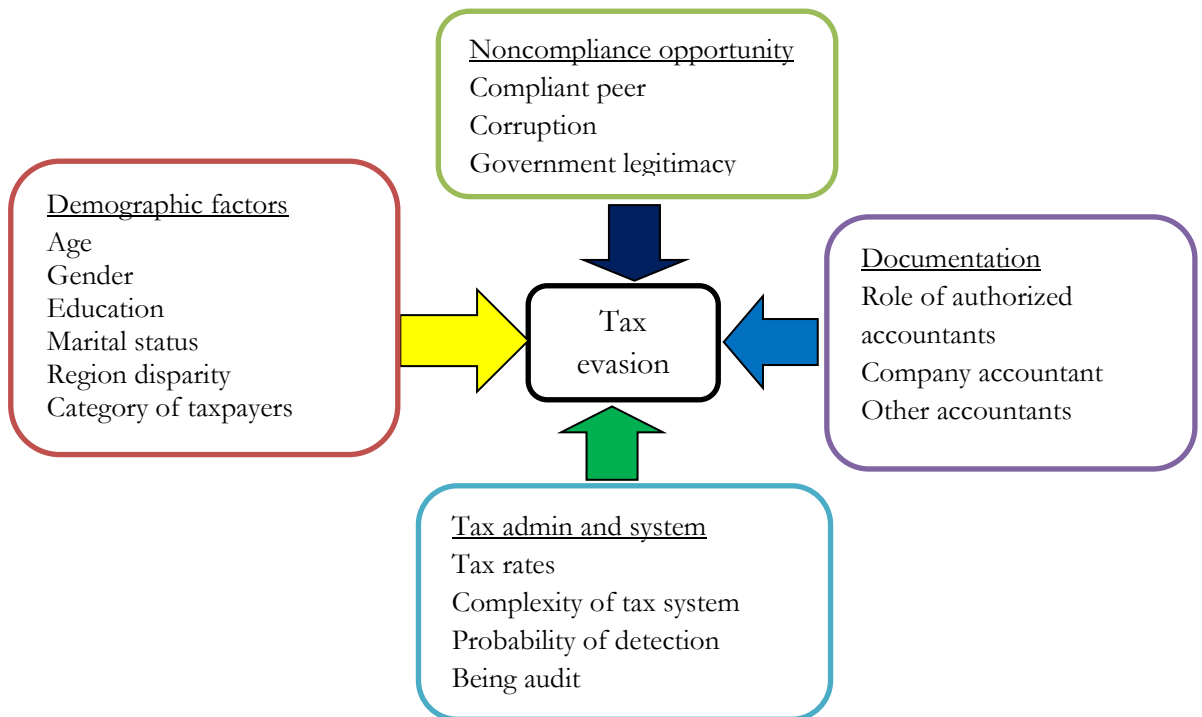 Noncompliance opportunity
Compliant peer
Corruption
Government legitimacy
Demographic factors
Age
Gender
Education
Marital status
Region disparity
Category of taxpayers
Tax
evasion
Documentation
Role of authorized
accountants
Company accountant
Other accountants
Tax admin and system
Tax rates
Complexity of tax system
Probability of detection
Being audit